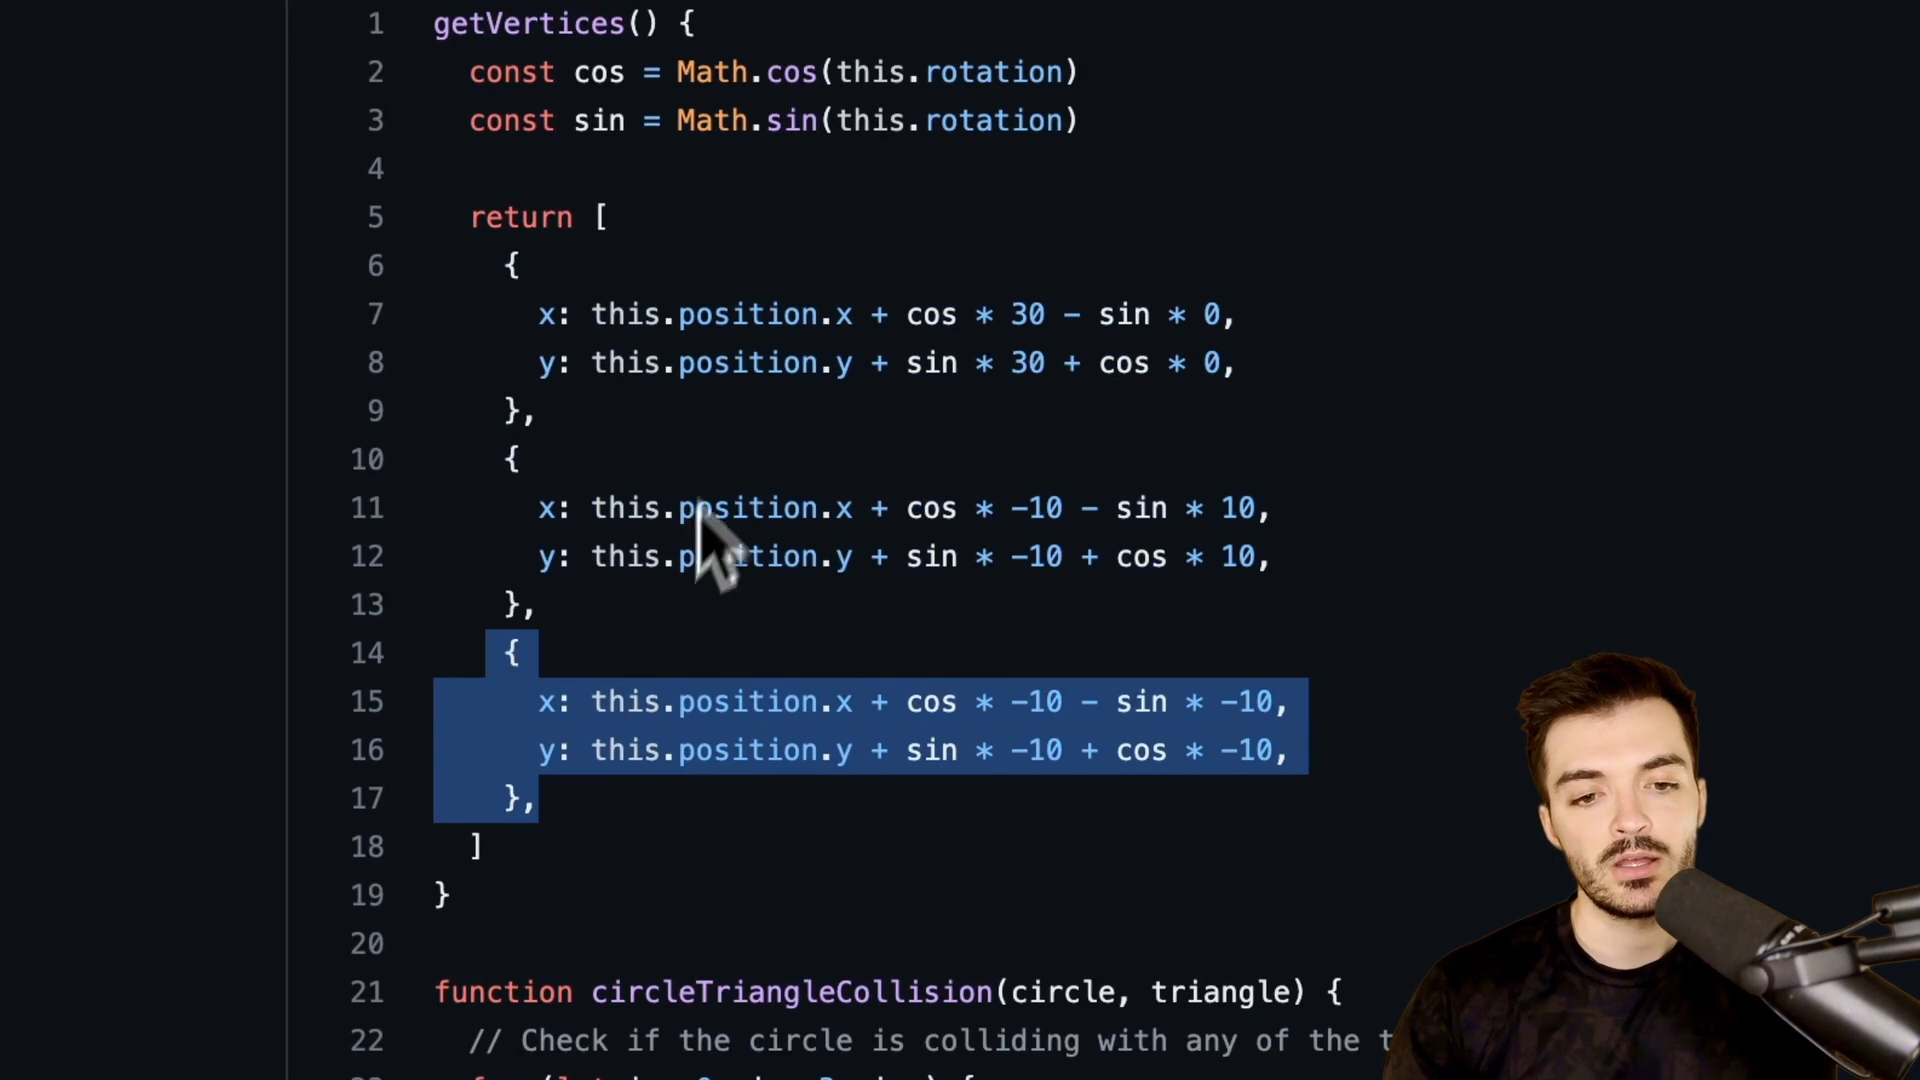 1 getVertices() {
2 const cos = Math.cos(this.rotation)
3 const sin = Math.sin(this.rotation)
4
5 return [
6 {
7 x: this.position.x + cos * 30 - sin * 0,
8 y: this.position.y + sin * 30 + cos * 0,
9 },
10 {
11 x: this.position.x + cos * -10 - sin * 10,
12 y: this.position.y + sin * -10 + cos * 10,
13 },
14 {
15 x: this.position.x + cos * -10 - sin * -10,
16 y: this.position.y + sin * -10 + cos * -10,
17 },
18 ]
19 }
20
21 function circleTriangleCollision(circle, triangle) {
22 // Check if the circle is colliding with any of the t